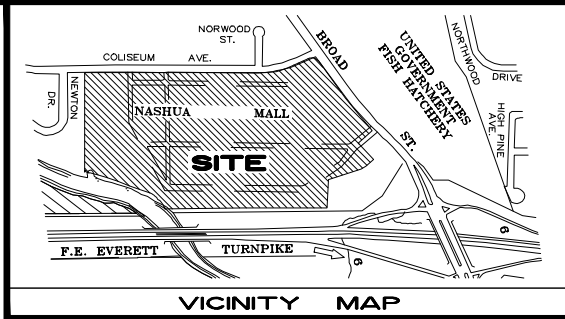 NORWOOD
ST.
COLISEUM AVE.
BROAD
ST.
UNITED STATES
GOVERNMENT
FISH HATCHERY
NORTHWOOD
DRIVE
HIGH PINE
AVE.
NEWTON
DR.
NASHUA MALL
SITE
F.E. EVERETT TURNPIKE
6
6
VICINITY MAP